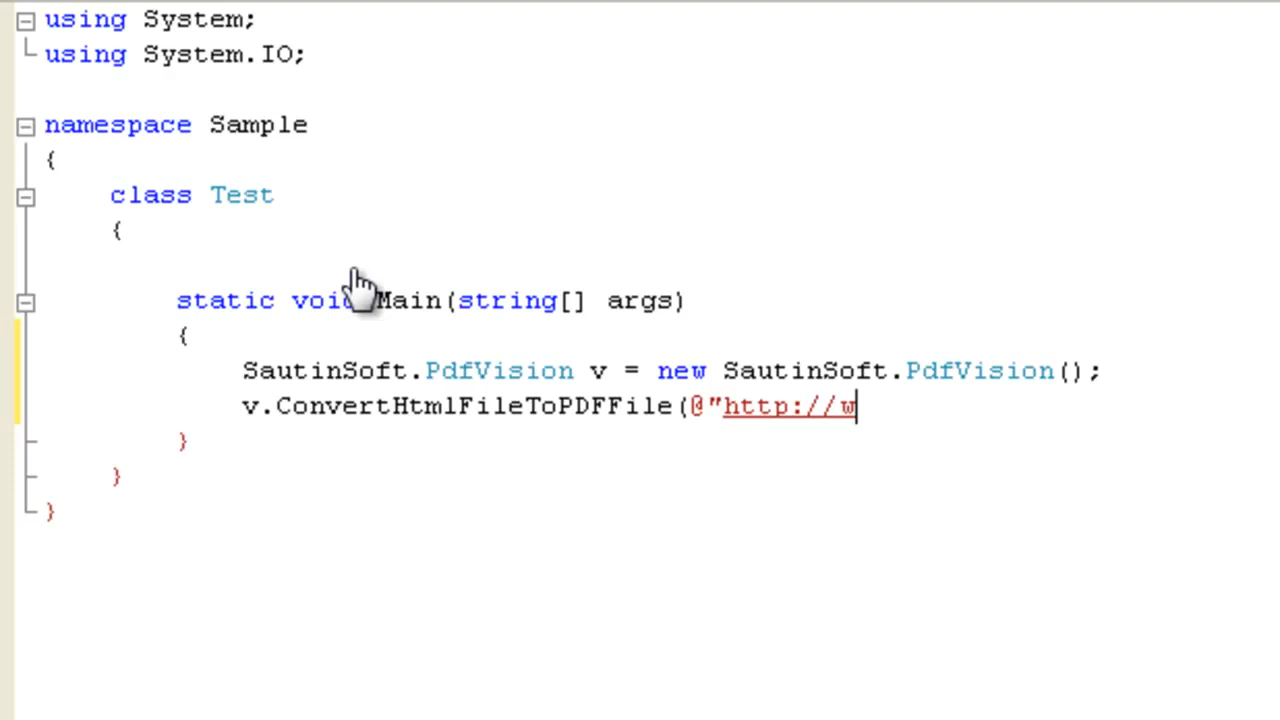 using System;
using System.IO;
namespace Sample
{
class Test
{
static void Main(string[] args)
{
SautinSoft.PdfVision v = new SautinSoft.PdfVision();
v.ConvertHtmlFileToPDFFile(@"http://w
}
}
}